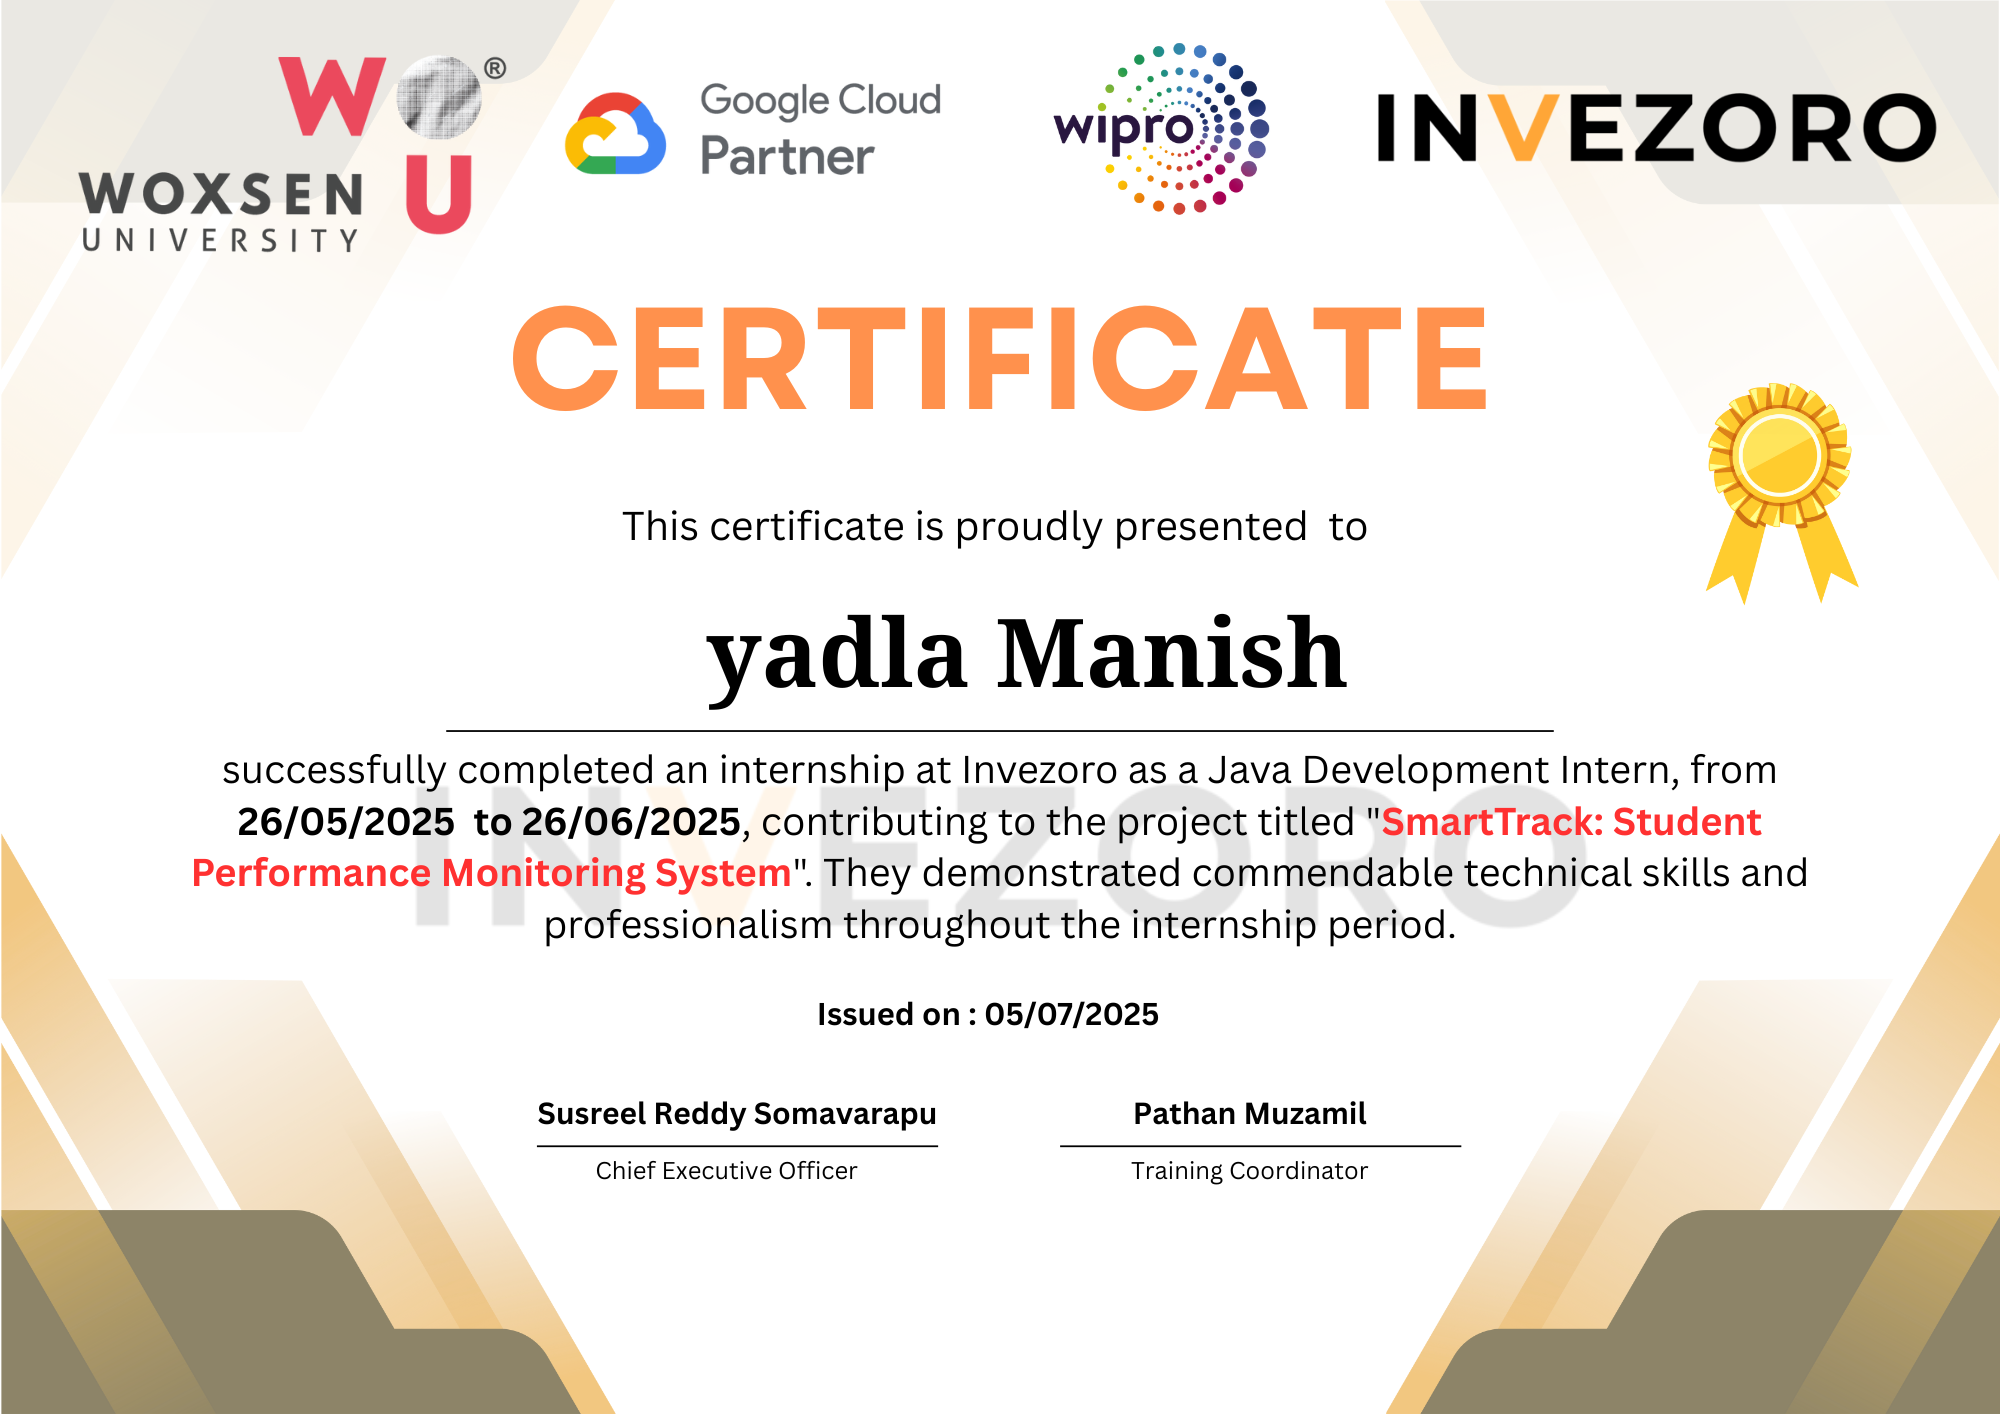 WOU®
WOXSEN
UNIVERSITY
Google Cloud
Partner
wipro
INVEZORO
CERTIFICATE
This certificate is proudly presented  to
yadla Manish
successfully completed an internship at Invezoro as a Java Development Intern, from
26/05/2025  to 26/06/2025, contributing to the project titled "SmartTrack: Student
Performance Monitoring System". They demonstrated commendable technical skills and
professionalism throughout the internship period.
INVEZORO
Issued on : 05/07/2025
Susreel Reddy Somavarapu
Chief Executive Officer
Pathan Muzamil
Training Coordinator